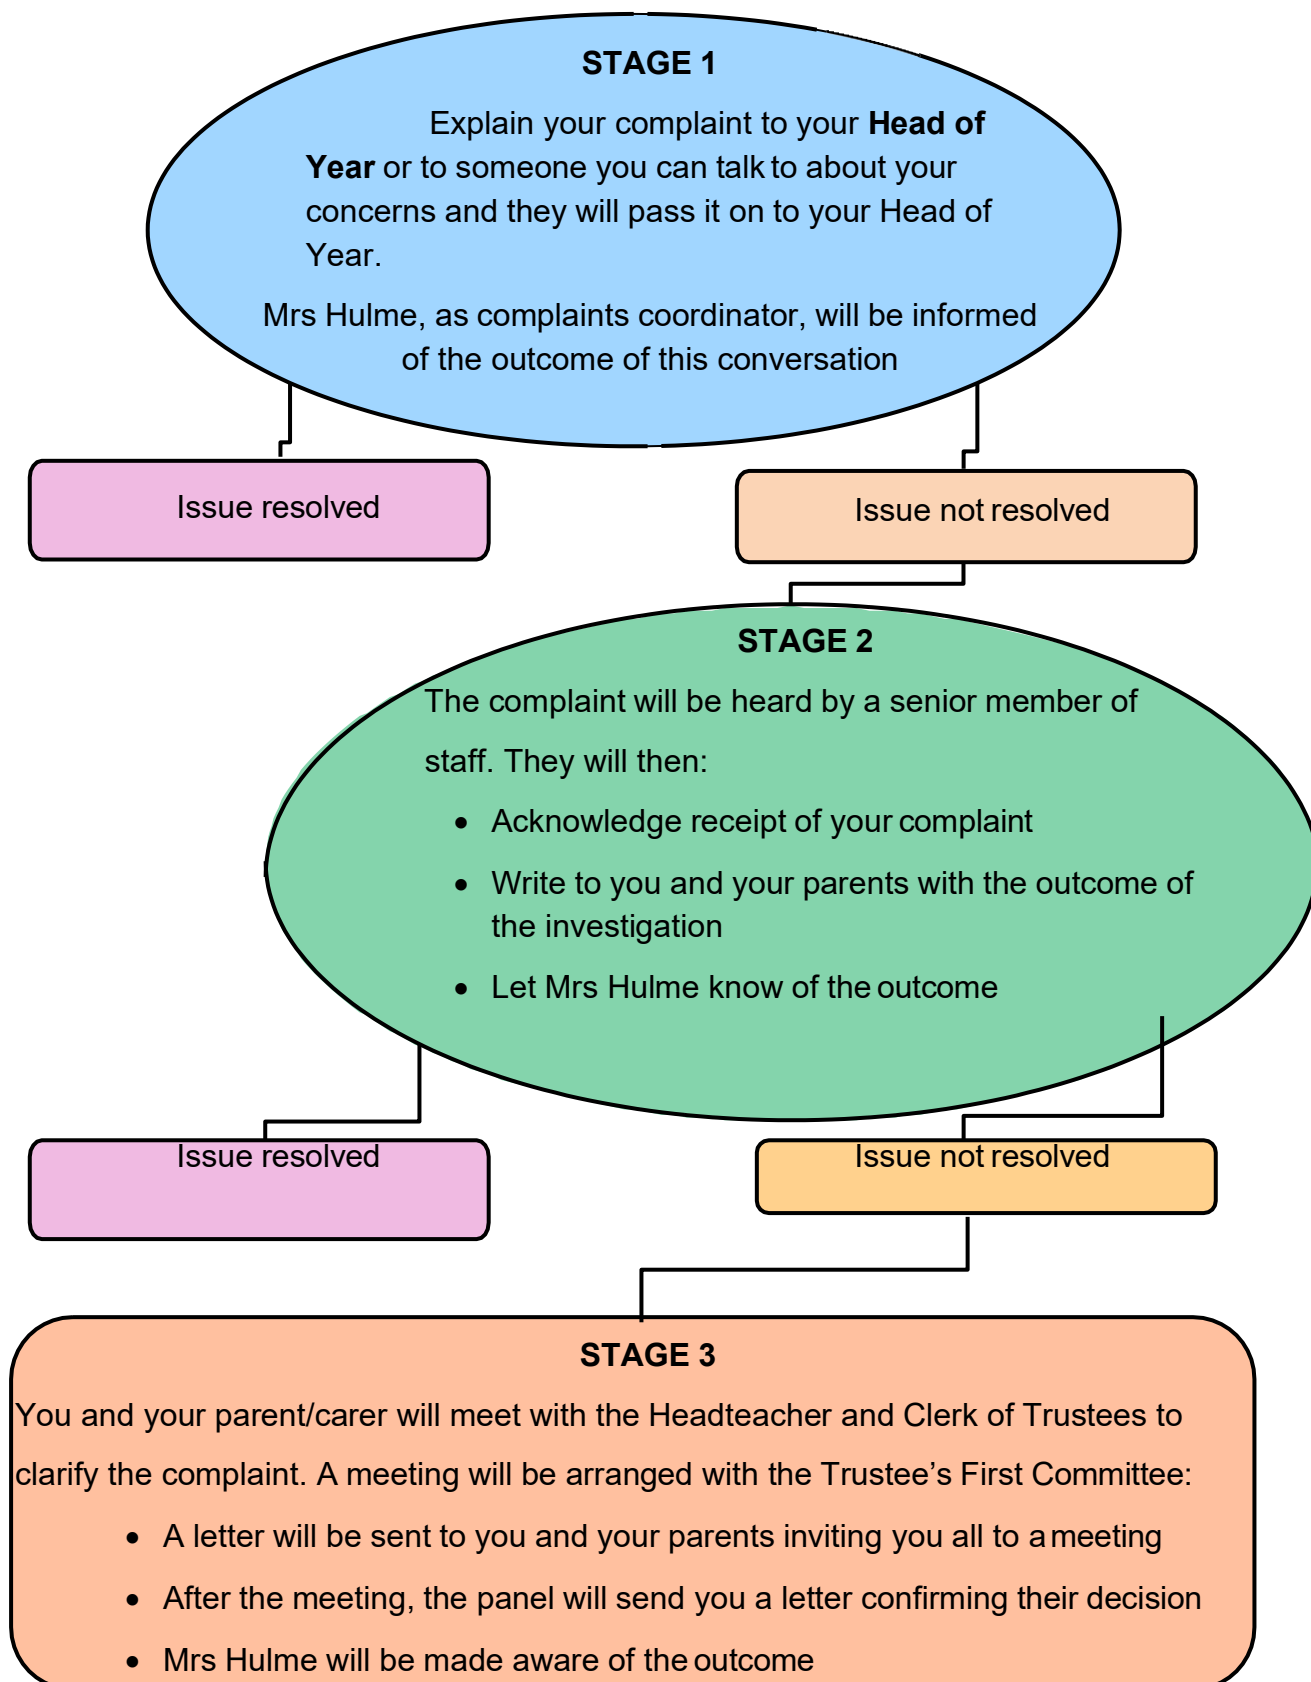 STAGE 1
Explain your complaint to your Head of
Year or to someone you can talk to about your
concerns and they will pass it on to your Head of
Year.
Mrs Hulme, as complaints coordinator, will be informed
of the outcome of this conversation
Issue resolved
Issue not resolved
STAGE 2
The complaint will be heard by a senior member of
staff. They will then:
• Acknowledge receipt of your complaint
• Write to you and your parents with the outcome of
the investigation
• Let Mrs Hulme know of the outcome
Issue resolved
Issue not resolved
STAGE 3
You and your parent/carer will meet with the Headteacher and Clerk of Trustees to
clarify the complaint. A meeting will be arranged with the Trustee’s First Committee:
• A letter will be sent to you and your parents inviting you all to a meeting
• After the meeting, the panel will send you a letter confirming their decision
• Mrs Hulme will be made aware of the outcome